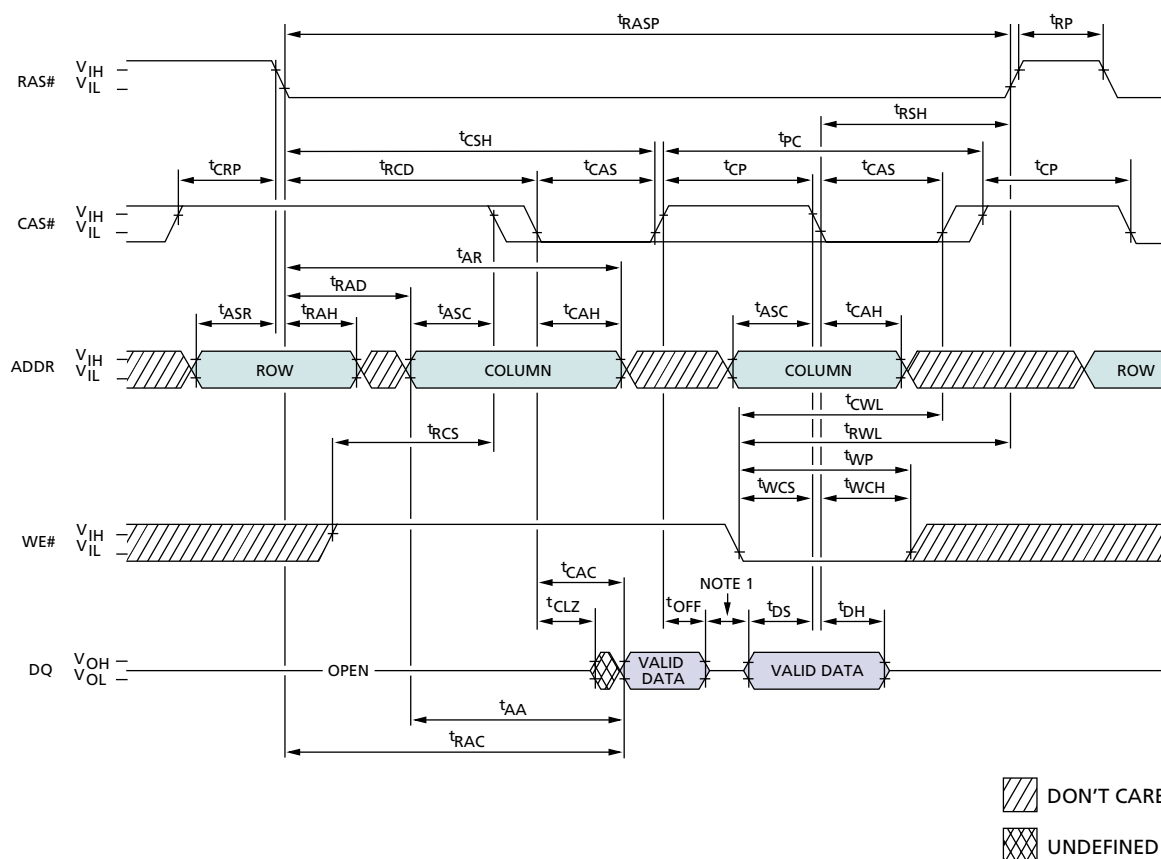 tRASP
tRP
RAS#
VIH
VIL
tRSH
tCSH
tPC
tCRP
tRCD
tCAS
tCP
tCAS
tCP
CAS#
VIH
VIL
tAR
tRAD
tASR
tRAH
tASC
tCAH
tASC
tCAH
ADDR
VIH
VIL
ROW
COLUMN
COLUMN
ROW
tCWL
tRCS
tRWL
tWP
tWCS
tWCH
WE#
VIH
VIL
tCAC
NOTE 1
tCLZ
tOFF
tDS
tDH
DQ
VOH
VOL
OPEN
VALID
DATA
VALID DATA
tAA
tRAC
DON'T CARE
UNDEFINED